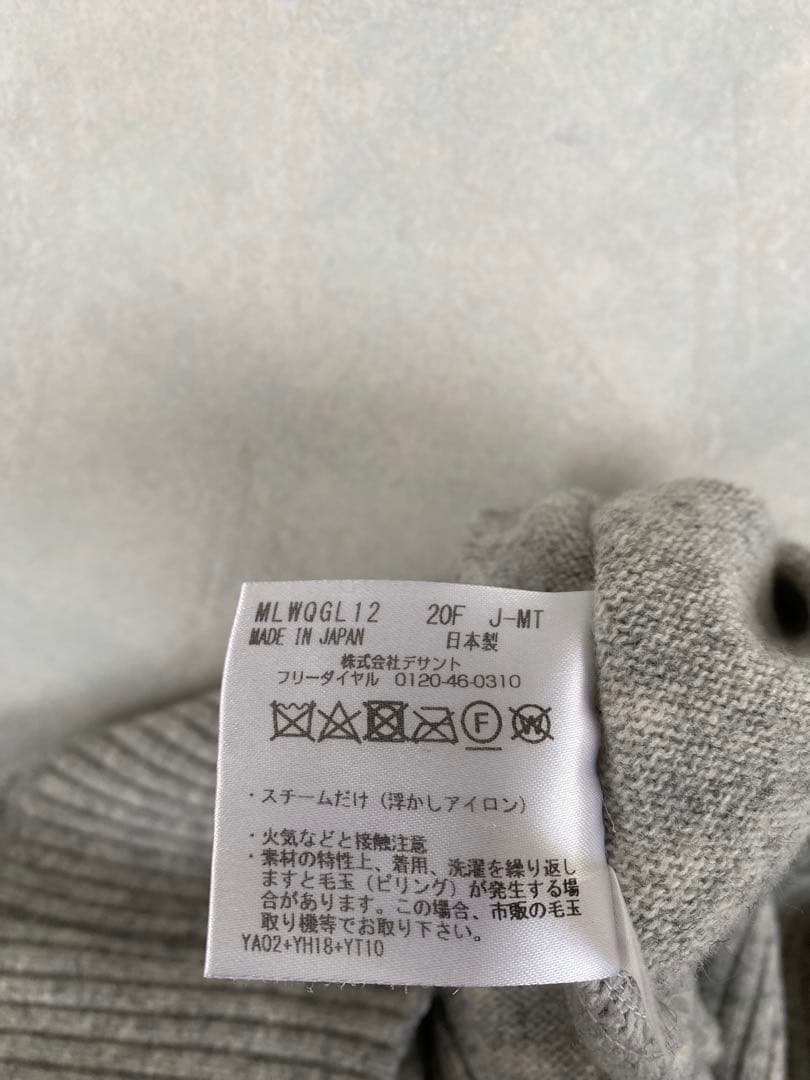 MLWQGL12 20F J-MT
MADE IN JAPAN 日本製
株式会社デサント
フリーダイヤル 0120-46-0310
F W
・スチームだけ（浮かしアイロン）
・火気などと接触注意
・素材の特性上、着用、洗濯を繰り返し
ますと毛玉（ピリング）が発生する場
合があります。この場合、市販の毛玉
取り機等でお取り下さい。
YA02+YH18+YT10